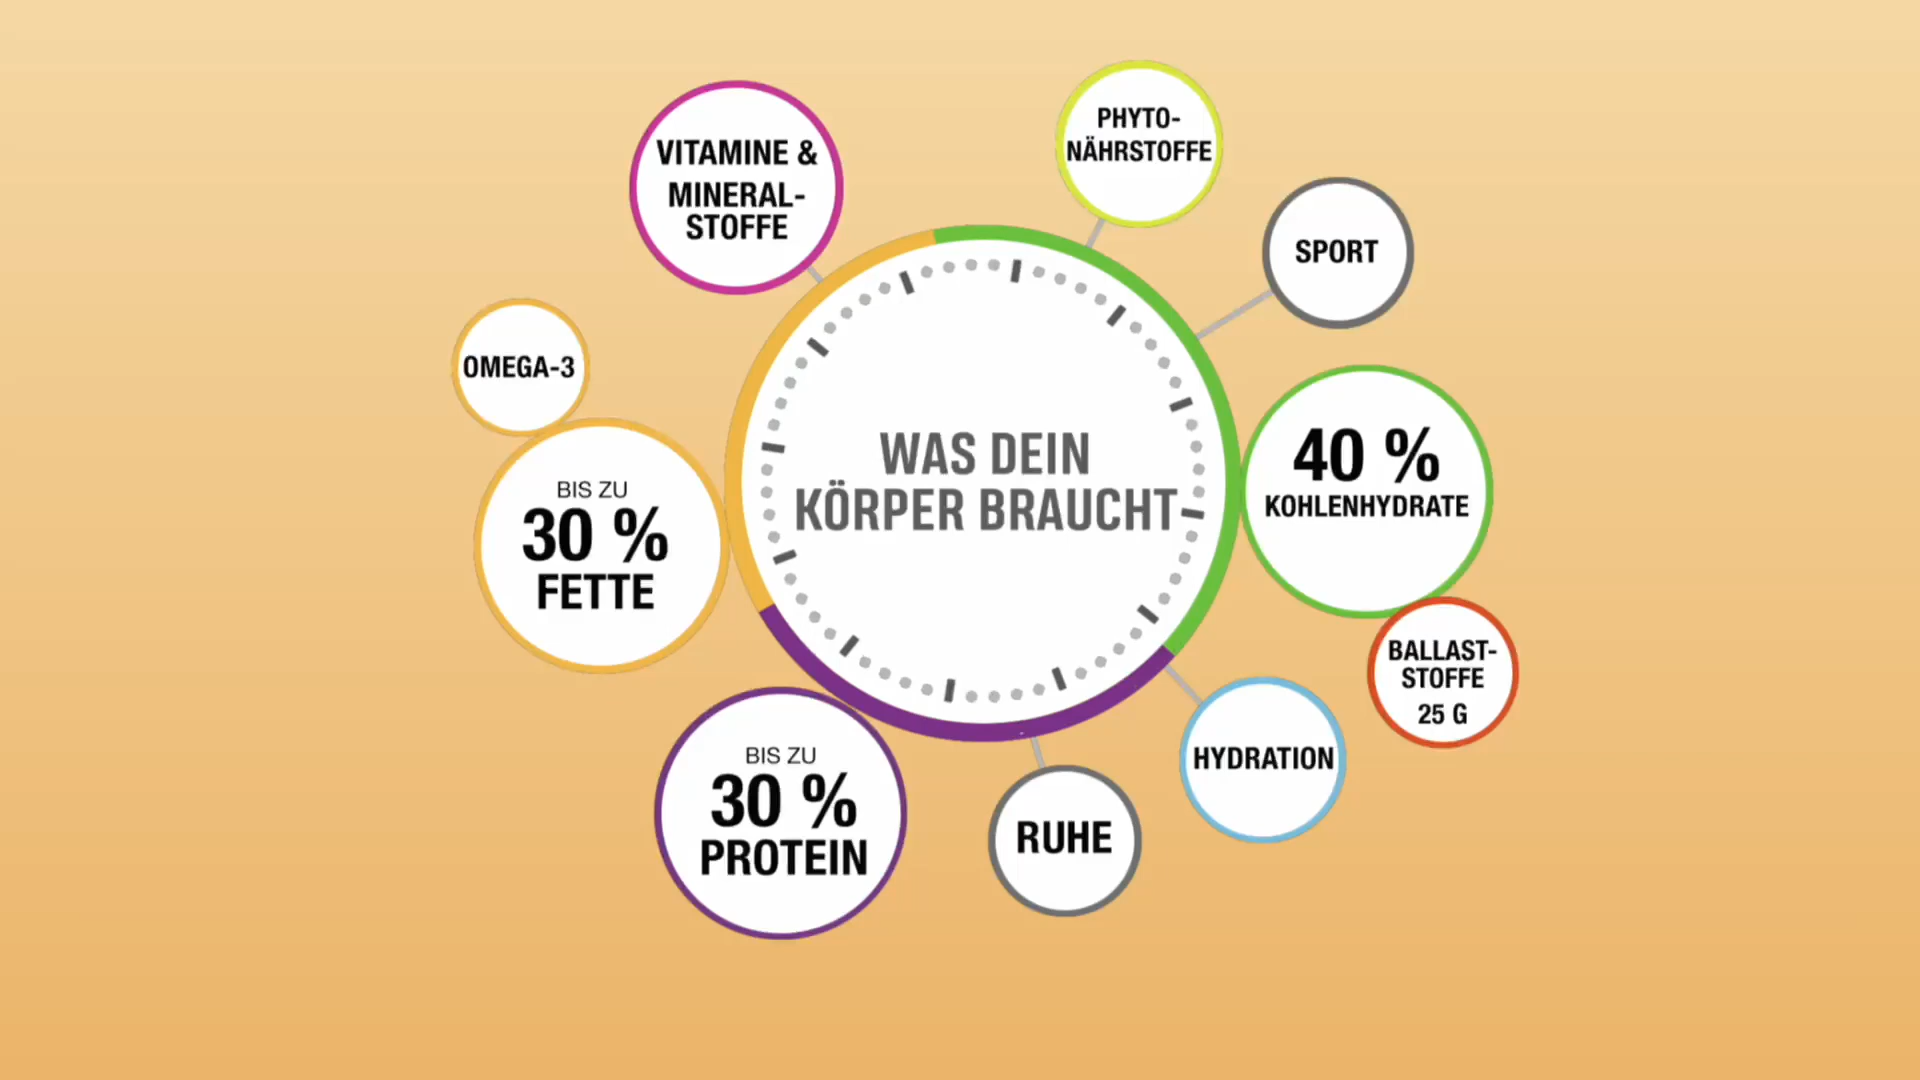 WAS DEIN
KÖRPER BRAUCHT
VITAMINE &
MINERAL-
STOFFE
PHYTO-
NÄHRSTOFFE
SPORT
40 %
KOHLENHYDRATE
BALLAST-
STOFFE
25 G
HYDRATION
RUHE
BIS ZU
30 %
PROTEIN
BIS ZU
30 %
FETTE
OMEGA-3